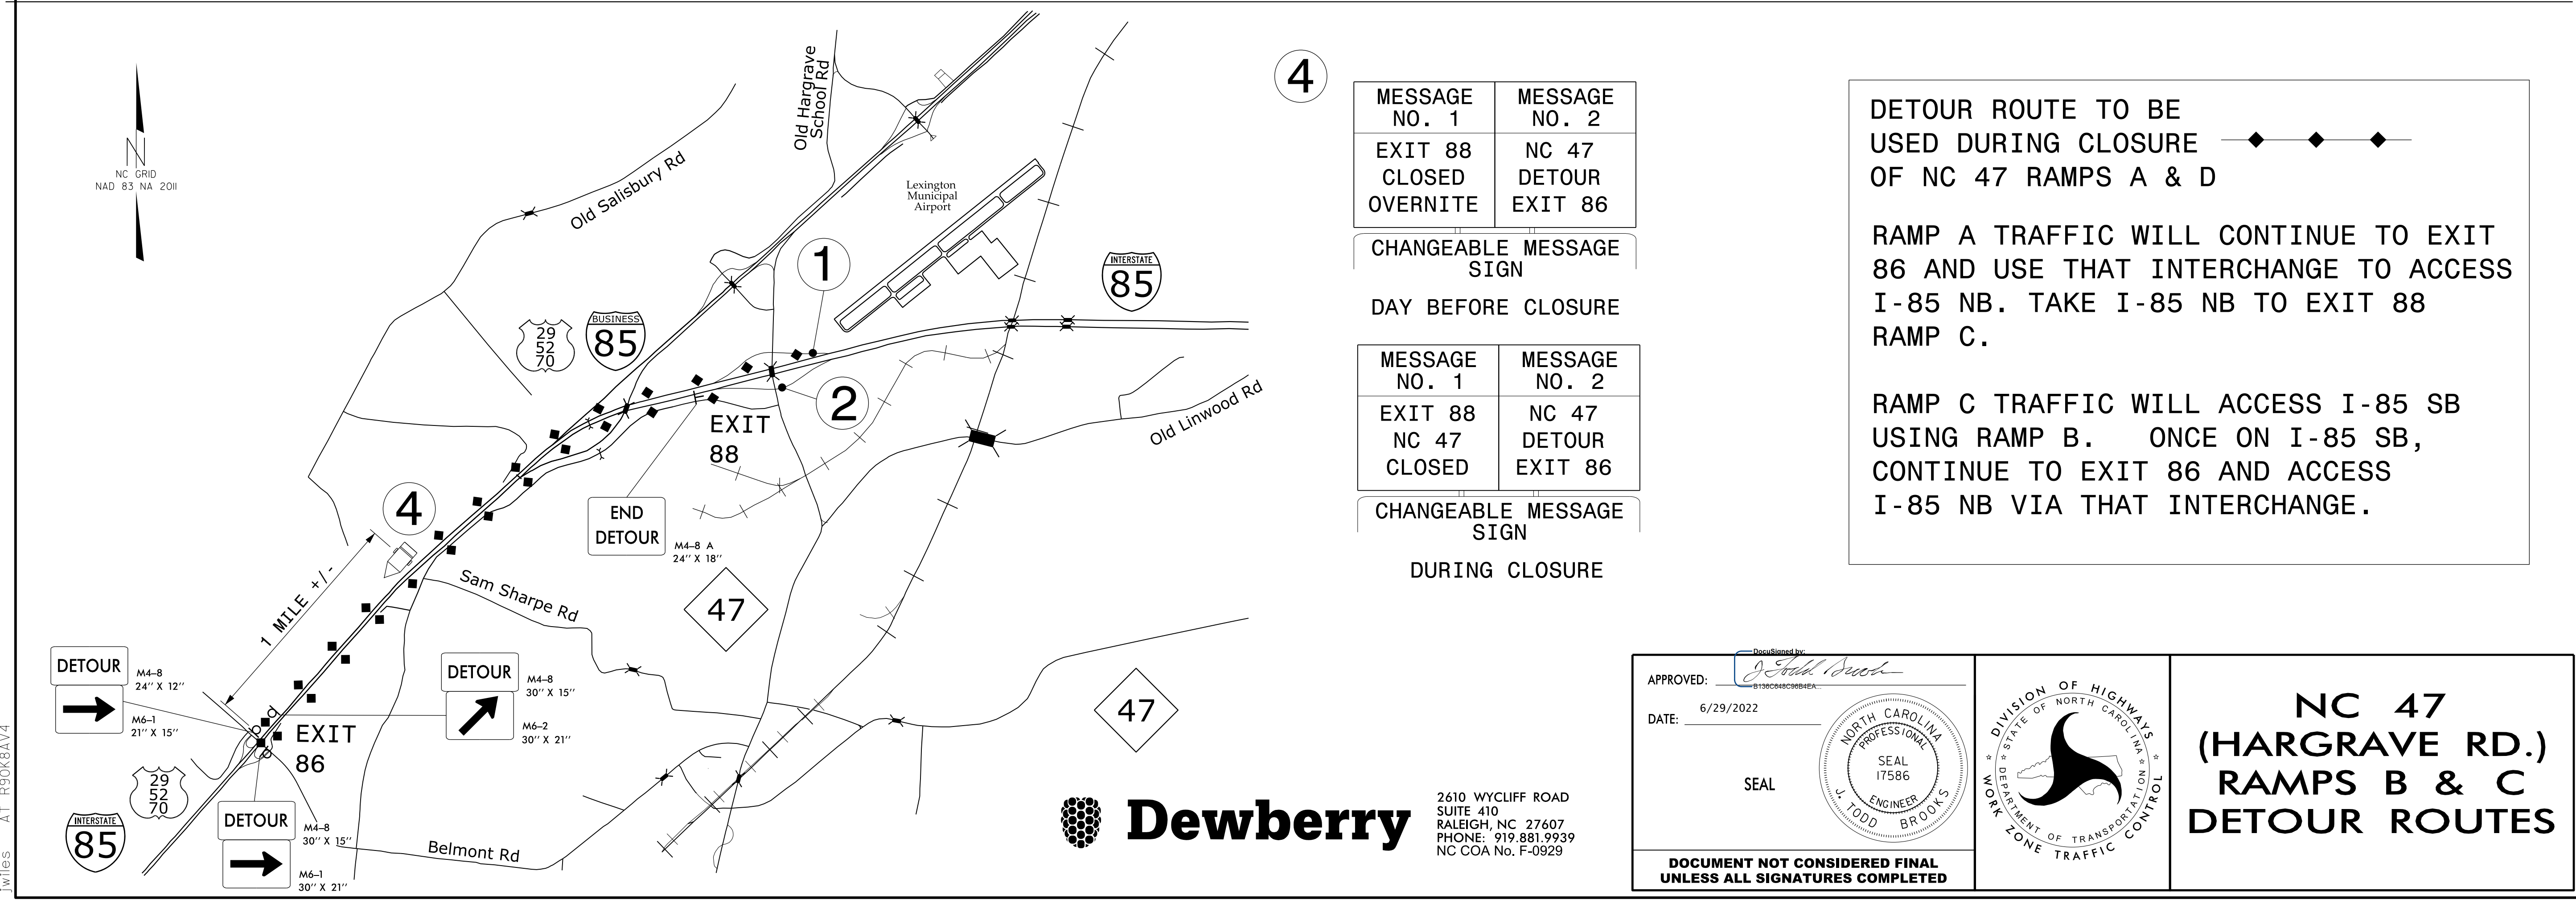 N
NC GRID
NAD 83 NA 2011
Old Salisbury Rd
Old Hargrave
School Rd
Lexington
Municipal
Airport
1
2
INTERSTATE
85
29
52
70
BUSINESS
85
EXIT
88
Old Linwood Rd
4
1 MILE +/-
END
DETOUR
M4-8 A
24'' X 18''
Sam Sharpe Rd
47
47
DETOUR
M4-8
24'' X 12''
M6-1
21'' X 15''
DETOUR
M4-8
30'' X 15''
M6-2
30'' X 21''
EXIT
86
29
52
70
INTERSTATE
85
DETOUR
M4-8
30'' X 15''
M6-1
30'' X 21''
Belmont Rd
jwiles AT R90K8AV4
4
MESSAGE
NO. 1
MESSAGE
NO. 2
EXIT 88
CLOSED
OVERNITE
NC 47
DETOUR
EXIT 86
CHANGEABLE MESSAGE
SIGN
DAY BEFORE CLOSURE
MESSAGE
NO. 1
MESSAGE
NO. 2
EXIT 88
NC 47
CLOSED
NC 47
DETOUR
EXIT 86
CHANGEABLE MESSAGE
SIGN
DURING CLOSURE
DETOUR ROUTE TO BE
USED DURING CLOSURE
OF NC 47 RAMPS A & D
RAMP A TRAFFIC WILL CONTINUE TO EXIT
86 AND USE THAT INTERCHANGE TO ACCESS
I-85 NB. TAKE I-85 NB TO EXIT 88
RAMP C.
RAMP C TRAFFIC WILL ACCESS I-85 SB
USING RAMP B. ONCE ON I-85 SB,
CONTINUE TO EXIT 86 AND ACCESS
I-85 NB VIA THAT INTERCHANGE.
Dewberry
2610 WYCLIFF ROAD
SUITE 410
RALEIGH, NC 27607
PHONE: 919.881.9939
NC COA No. F-0929
DocuSigned by:
APPROVED:
J Todd Brooks
B136C648C96B4EA...
DATE:
6/29/2022
SEAL
NORTH CAROLINA
PROFESSIONAL
SEAL
17586
ENGINEER
J. TODD BROOKS
DOCUMENT NOT CONSIDERED FINAL
UNLESS ALL SIGNATURES COMPLETED
DIVISION OF HIGHWAYS
STATE OF NORTH CAROLINA
DEPARTMENT OF TRANSPORTATION
WORK ZONE TRAFFIC CONTROL
NC 47
(HARGRAVE RD.)
RAMPS B & C
DETOUR ROUTES